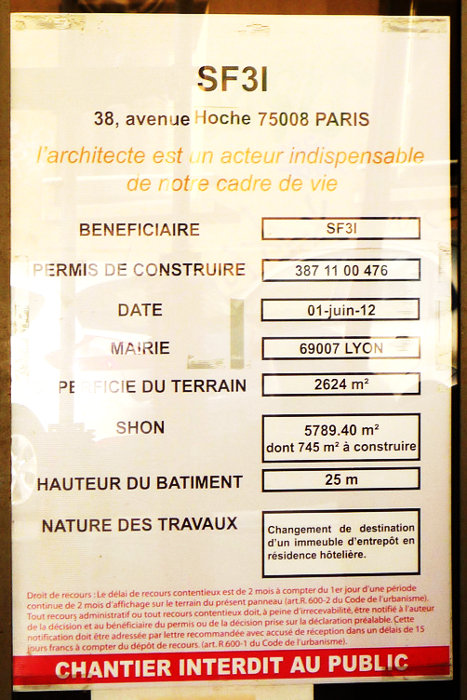 SF3I
38, avenue Hoche 75008 PARIS
l'architecte est un acteur indispensable
de notre cadre de vie
BENEFICIAIRE SF3I
PERMIS DE CONSTRUIRE 387 11 00 476
DATE 01-juin-12
MAIRIE 69007 LYON
DU TERRAIN 2624 m²
SHON 5789.40 m²
dont 745 m² à construire
HAUTEUR DU BATIMENT 25 m
NATURE DES TRAVAUX Changement de destination
d'un immeuble d'entrepôt en
résidence hôtelière.
Droit de recours : Le délai de recours contentieux est de 2 mois à compter du 1er jour d'une période
continue de 2 mois d'affichage sur le terrain du présent panneau (art.R. 600-2 du Code de l'urbanisme).
Tout recours administratif ou tout recours contentieux doit, à peine d'irrecevabilité, être notifié à l'auteur
de la décision et au bénéficiaire du permis ou de la décision prise sur la déclaration préalable. Cette
notification doit être adressée par lettre recommandée avec accusé de réception dans un délais de 15
jours francs à compter du dépôt de recours. (art. R 600-1 du Code de l'urbanisme).
CHANTIER INTERDIT AU PUBLIC